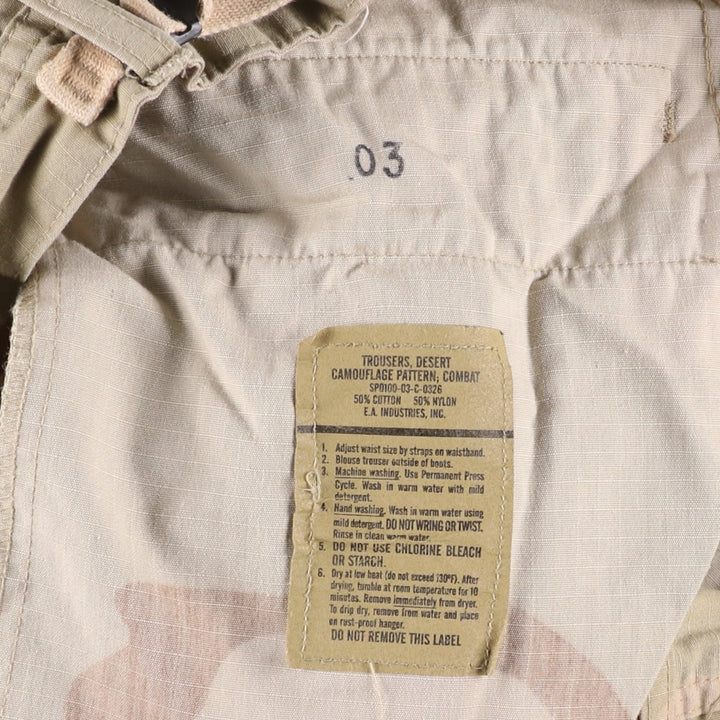 03
TROUSERS, DESERT
CAMOUFLAGE PATTERN; COMBAT
SPO100-03-C-0326
50% COTTON 50% NYLON
E.A. INDUSTRIES, INC.
1. Adjust waist size by straps on waistband.
2. Blouse trouser outside of boots.
3. Machine washing. Use Permanent Press
Cycle. Wash in warm water with mild
detergent.
4. Hand washing. Wash in warm water using
mild detergent. DO NOT WRING OR TWIST.
Rinse in clean warm water.
5. DO NOT USE CHLORINE BLEACH
OR STARCH.
6. Dry at low heat (do not exceed 130°F). After
drying, tumble at room temperature for 10
minutes. Remove immediately from dryer.
To drip dry, remove from water and place
on rust-proof hanger.
DO NOT REMOVE THIS LABEL